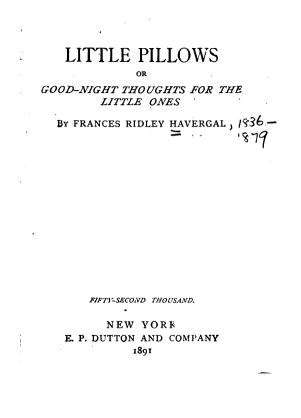 LITTLE PILLOWS
OR
GOOD-NIGHT THOUGHTS FOR THE
LITTLE ONES
BY FRANCES RIDLEY HAVERGAL, 1836–
1879
FIFTY-SECOND THOUSAND.
NEW YORK
E. P. DUTTON AND COMPANY
1891